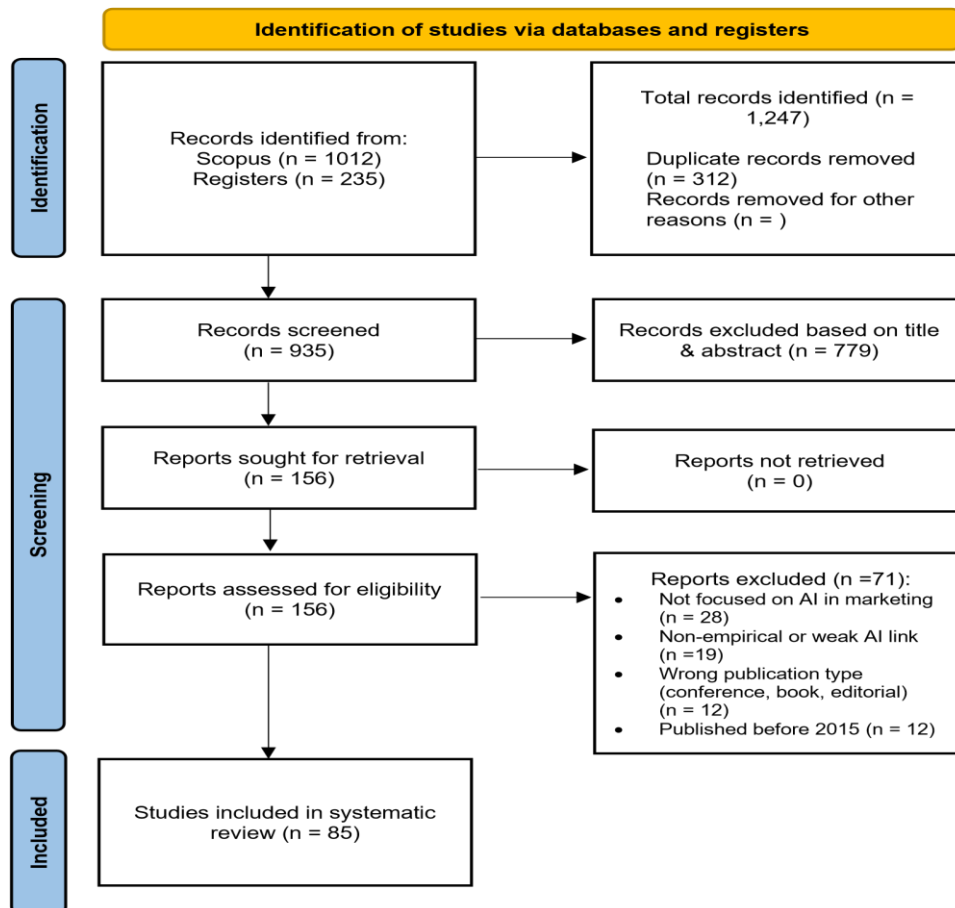 Identification of studies via databases and registers
Identification
Records identified from:
Scopus (n = 1012)
Registers (n = 235)
Total records identified (n =
1,247)
Duplicate records removed
(n = 312)
Records removed for other
reasons (n = )
Screening
Records screened
(n = 935)
Records excluded based on title
& abstract (n = 779)
Reports sought for retrieval
(n = 156)
Reports not retrieved
(n = 0)
Reports assessed for eligibility
(n = 156)
Reports excluded (n =71):
• Not focused on AI in marketing
(n = 28)
• Non-empirical or weak AI link
(n =19)
• Wrong publication type
(conference, book, editorial)
(n = 12)
• Published before 2015 (n = 12)
Included
Studies included in systematic
review (n = 85)